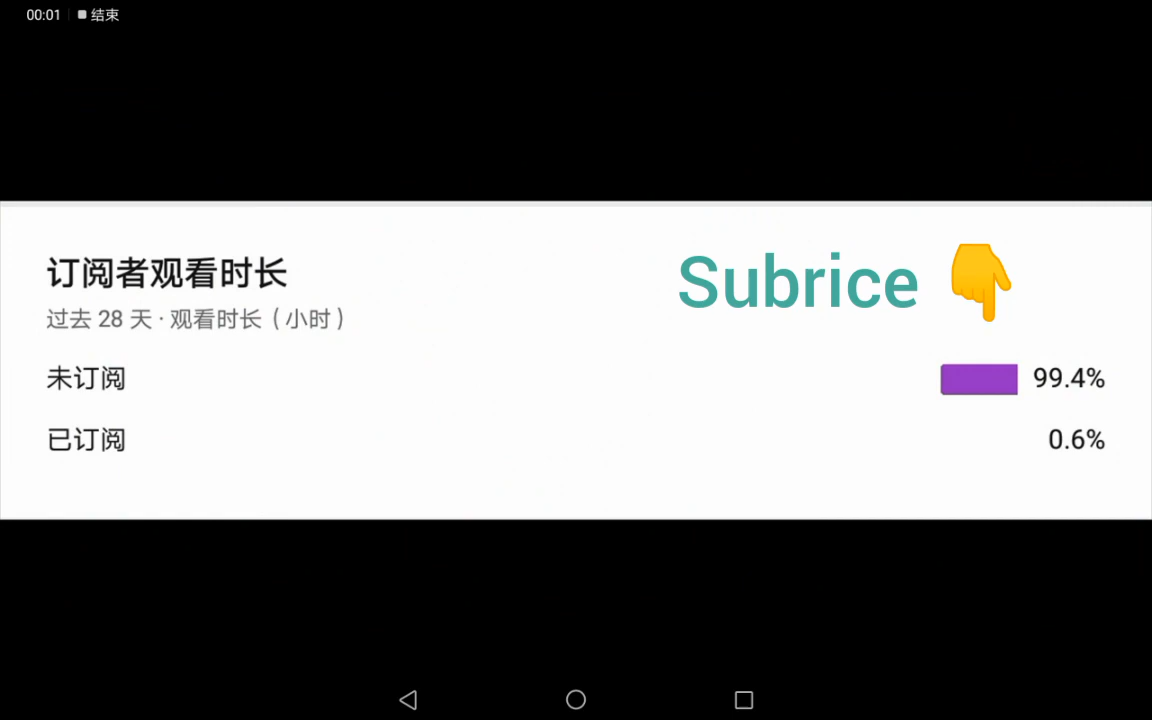 00:01 结束
订阅者观看时长
Subrice 👇
过去 28 天 · 观看时长（小时）
未订阅 99.4%
已订阅 0.6%